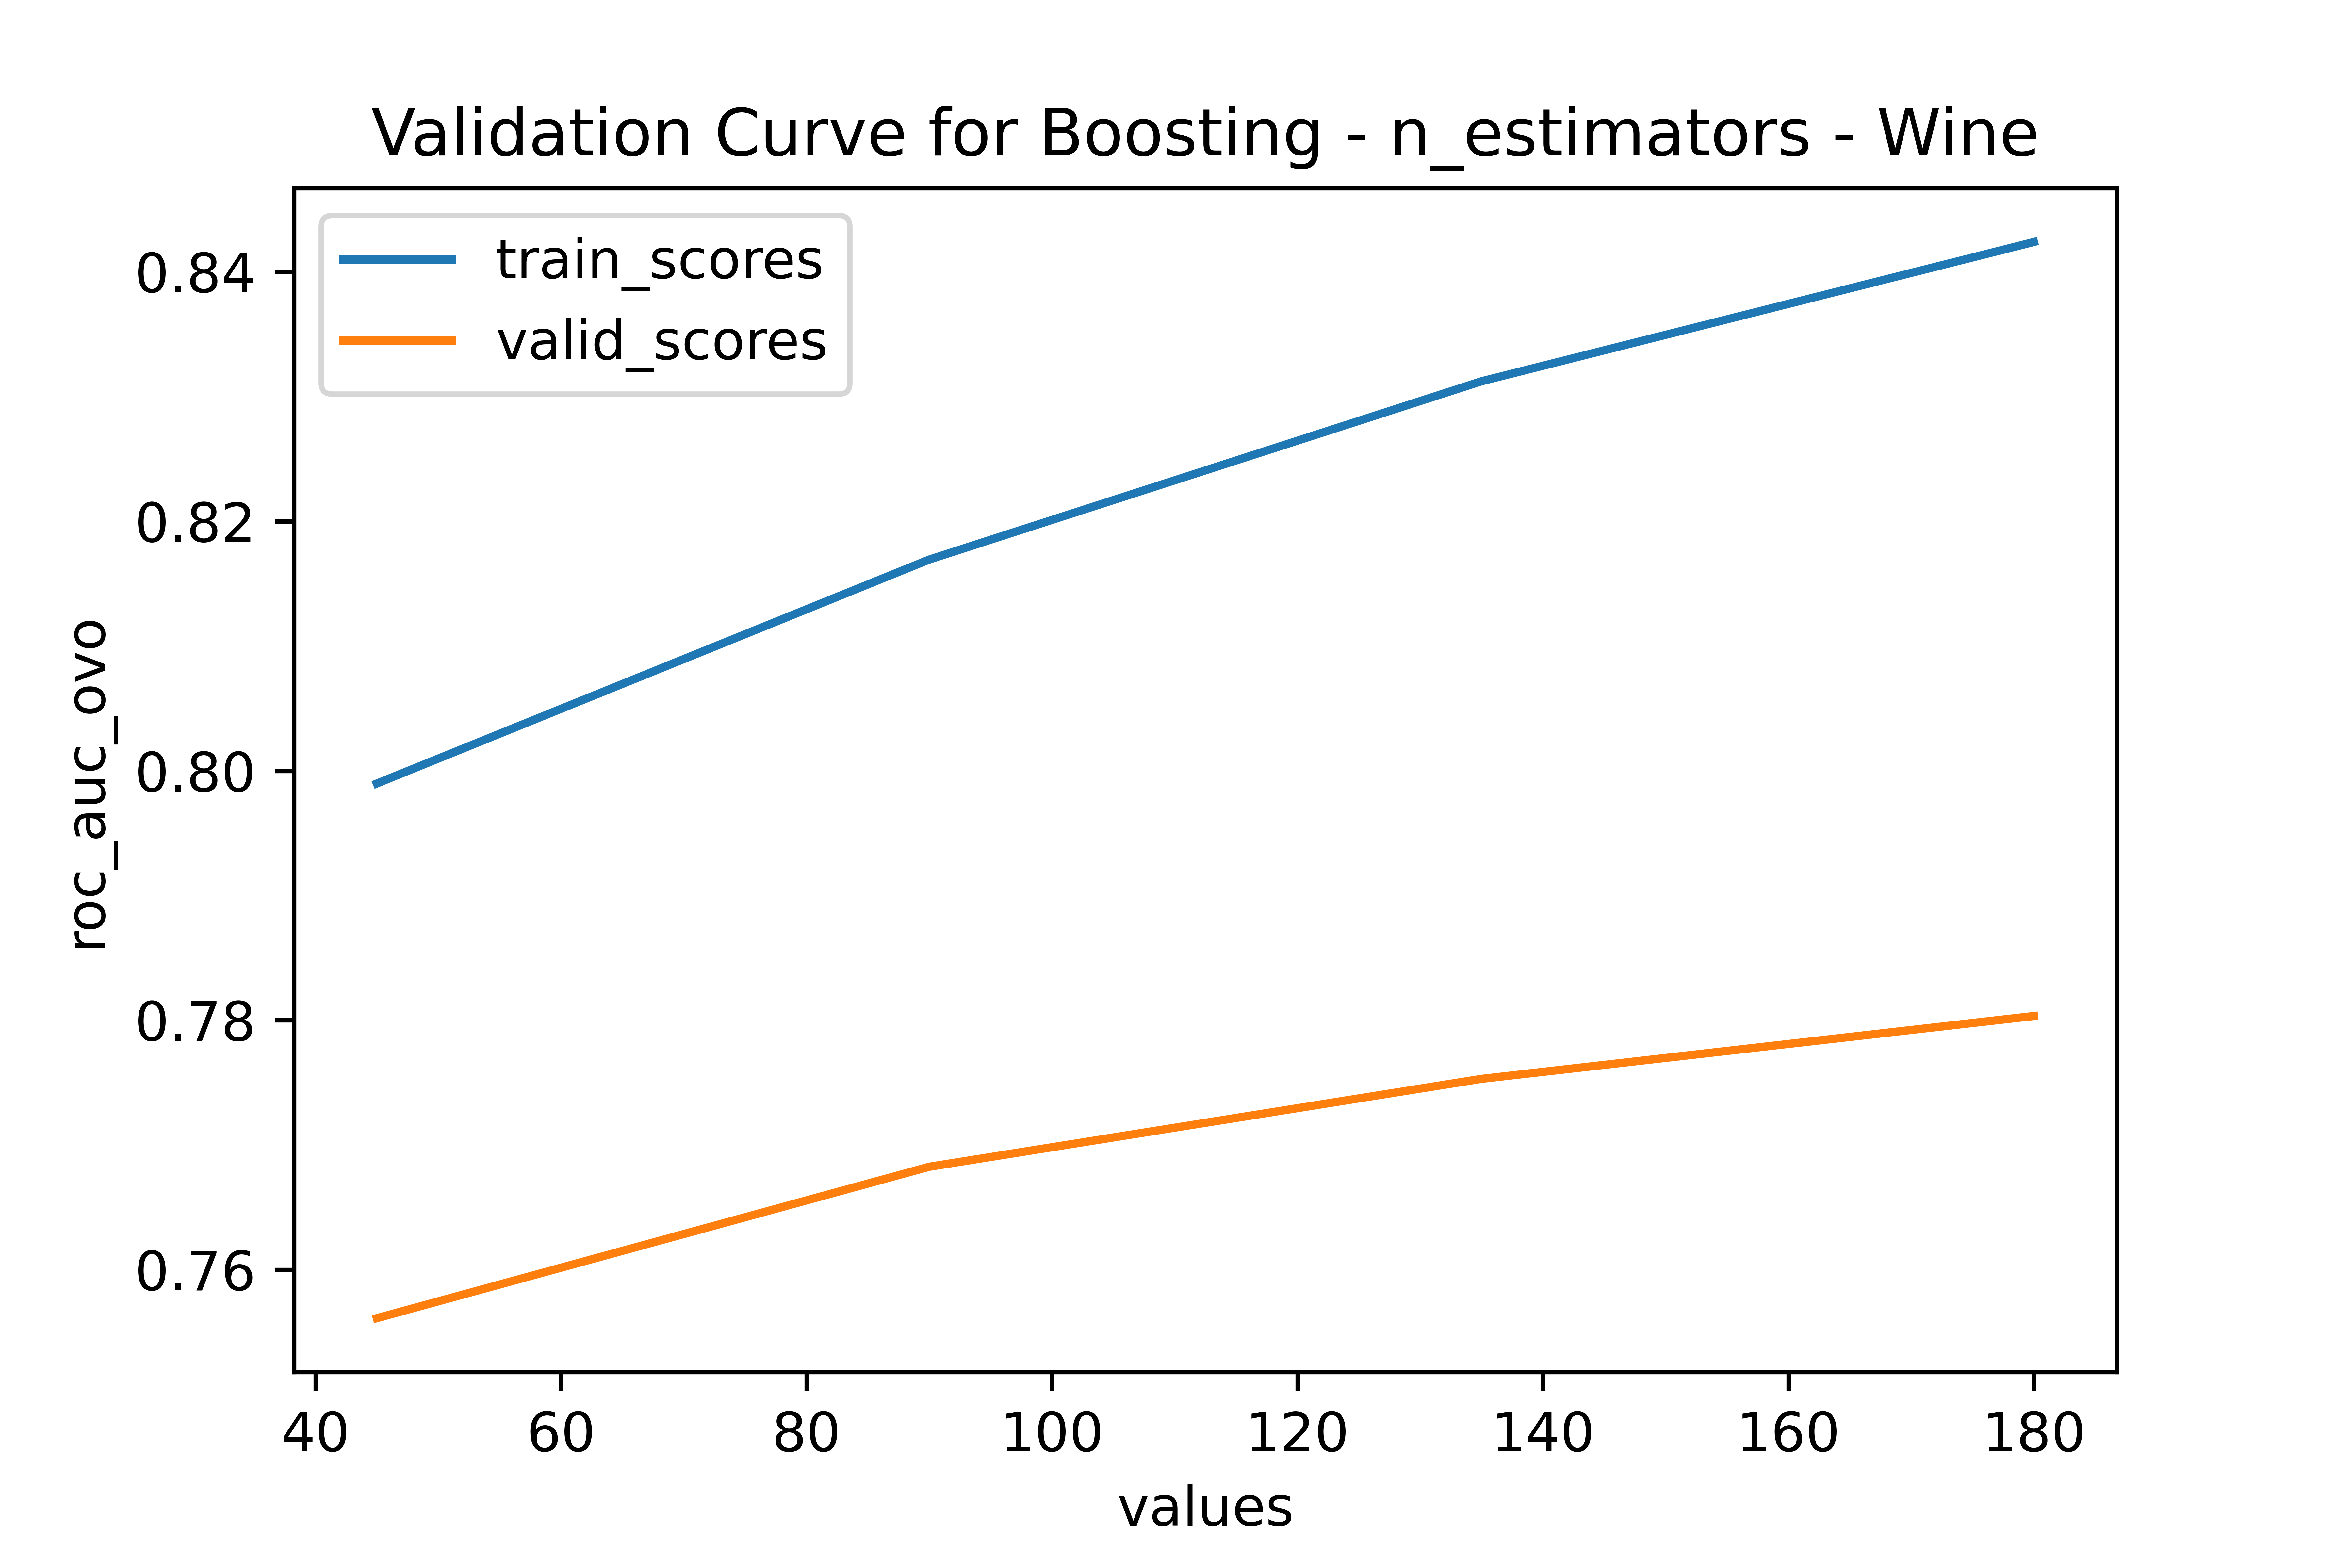 Validation Curve for Boosting - n_estimators - Wine
train_scores
valid_scores
roc_auc_ovo
0.84
0.82
0.80
0.78
0.76
40 60 80 100 120 140 160 180
values